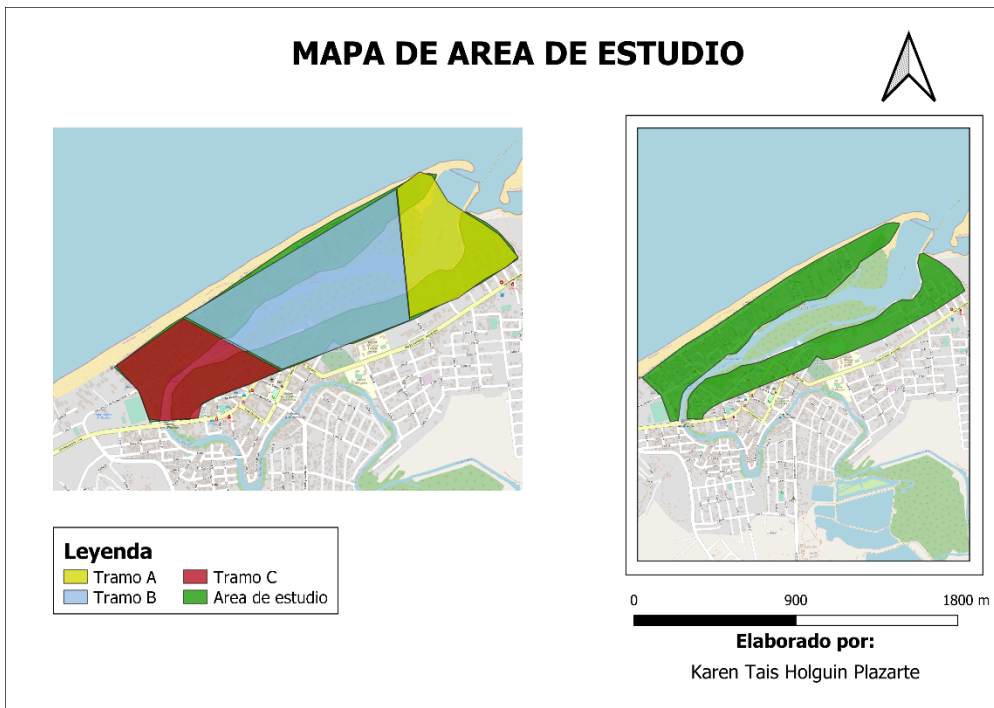 MAPA DE AREA DE ESTUDIO
Leyenda
Tramo A
Tramo C
Tramo B
Area de estudio
0 900 1800 m
Elaborado por:
Karen Tais Holguin Plazarte